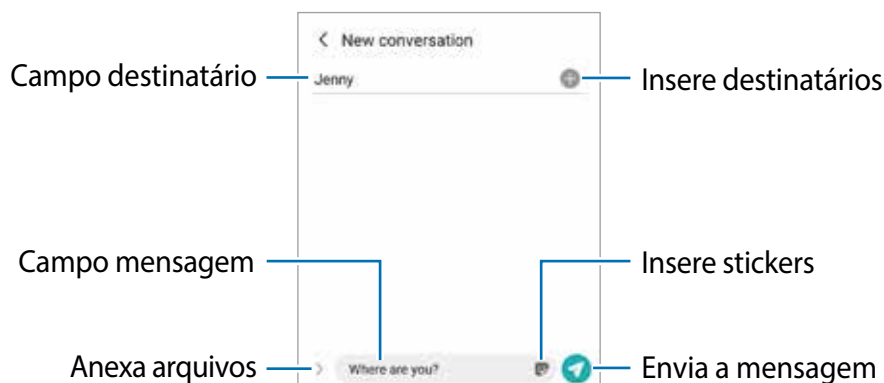 New conversation
Campo destinatário
Jenny
Insere destinatários
Campo mensagem
Insere stickers
Anexa arquivos
Where are you?
Envia a mensagem